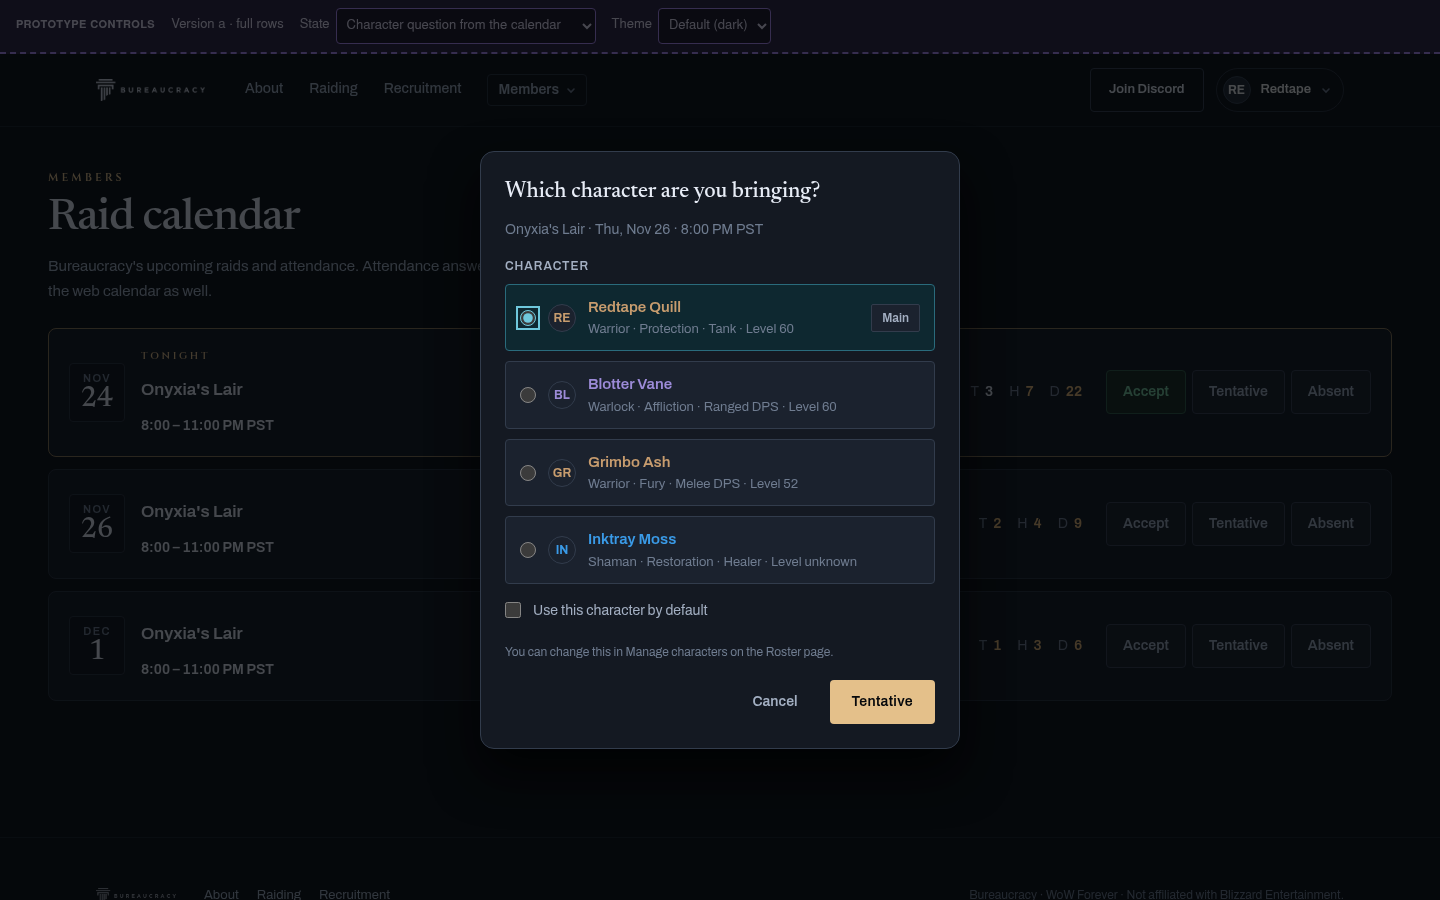 PROTOTYPE CONTROLS Version a · full rows State Character question from the calendar Theme Default (dark)
BUREAUCRACY About Raiding Recruitment Members Join Discord RE Redtape
MEMBERS
Raid calendar
Bureaucracy's upcoming raids and attendance. Attendance answ
the web calendar as well.
TONIGHT
NOV
24
Onyxia's Lair
8:00 – 11:00 PM PST
T 3 H 7 D 22 Accept Tentative Absent
NOV
26
Onyxia's Lair
8:00 – 11:00 PM PST
T 2 H 4 D 9 Accept Tentative Absent
DEC
1
Onyxia's Lair
8:00 – 11:00 PM PST
T 1 H 3 D 6 Accept Tentative Absent
Which character are you bringing?
Onyxia's Lair · Thu, Nov 26 · 8:00 PM PST
CHARACTER
RE Redtape Quill
Warrior · Protection · Tank · Level 60
Main
BL Blotter Vane
Warlock · Affliction · Ranged DPS · Level 60
GR Grimbo Ash
Warrior · Fury · Melee DPS · Level 52
IN Inktray Moss
Shaman · Restoration · Healer · Level unknown
Use this character by default
You can change this in Manage characters on the Roster page.
Cancel Tentative
BUREAUCRACY About Raiding Recruitment Bureaucracy · WoW Forever · Not affiliated with Blizzard Entertainment.